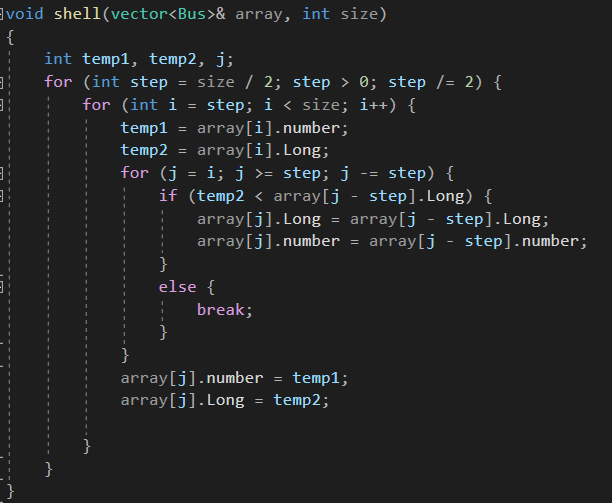 void shell(vector<Bus>& array, int size)
{
    int temp1, temp2, j;
    for (int step = size / 2; step > 0; step /= 2) {
        for (int i = step; i < size; i++) {
            temp1 = array[i].number;
            temp2 = array[i].Long;
            for (j = i; j >= step; j -= step) {
                if (temp2 < array[j - step].Long) {
                    array[j].Long = array[j - step].Long;
                    array[j].number = array[j - step].number;
                }
                else {
                    break;
                }
            }
            array[j].number = temp1;
            array[j].Long = temp2;

        }
    }
}